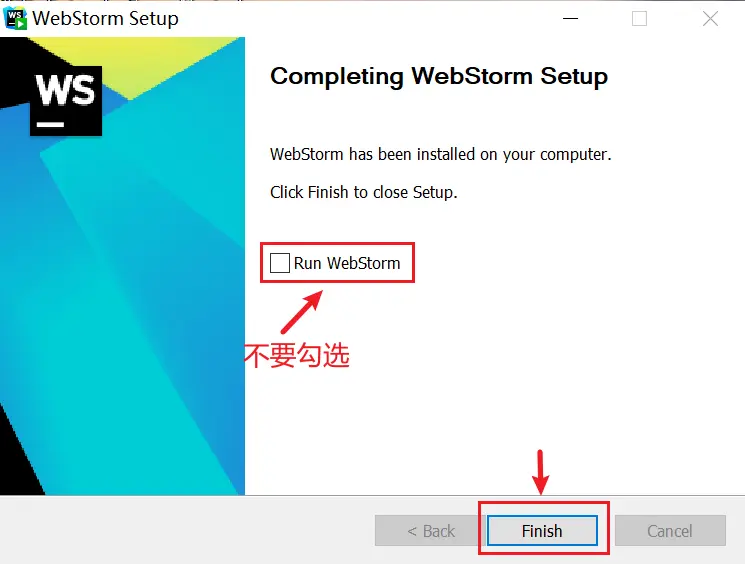 WebStorm Setup
WS
Completing WebStorm Setup
WebStorm has been installed on your computer.
Click Finish to close Setup.
Run WebStorm
不要勾选
< Back
Finish
Cancel